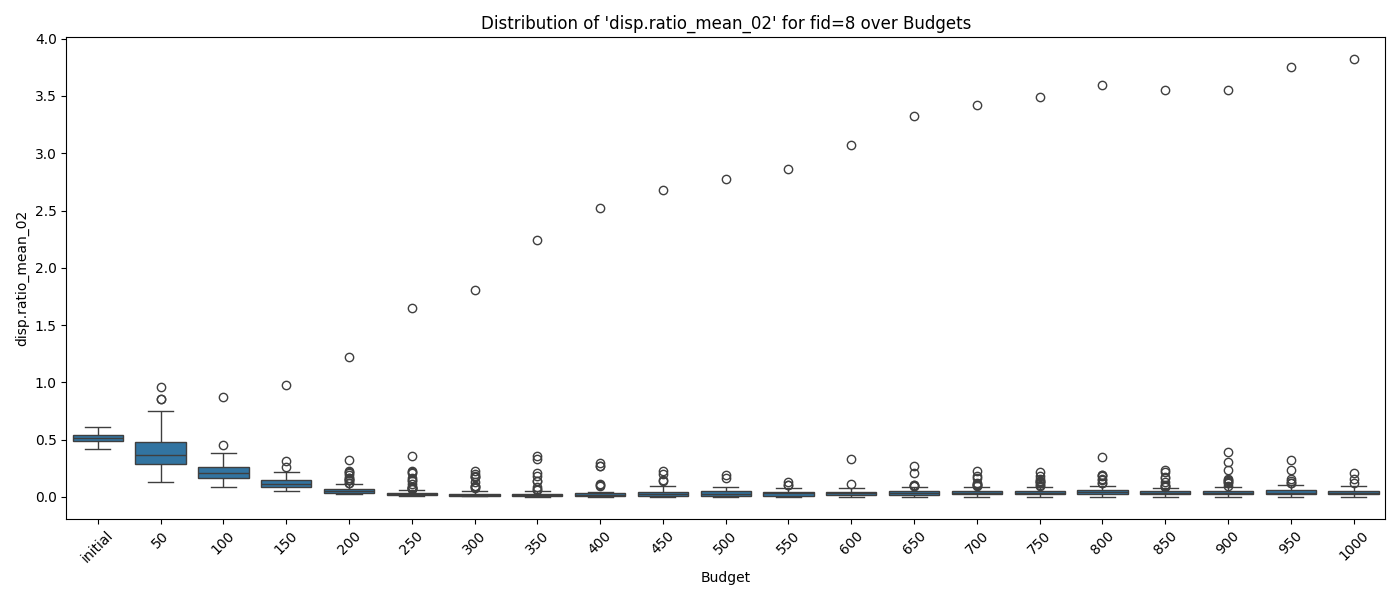 Distribution of 'disp.ratio_mean_02' for fid=8 over Budgets
disp.ratio_mean_02
4.0
3.5
3.0
2.5
2.0
1.5
1.0
0.5
0.0
initial 50 100 150 200 250 300 350 400 450 500 550 600 650 700 750 800 850 900 950 1000
Budget